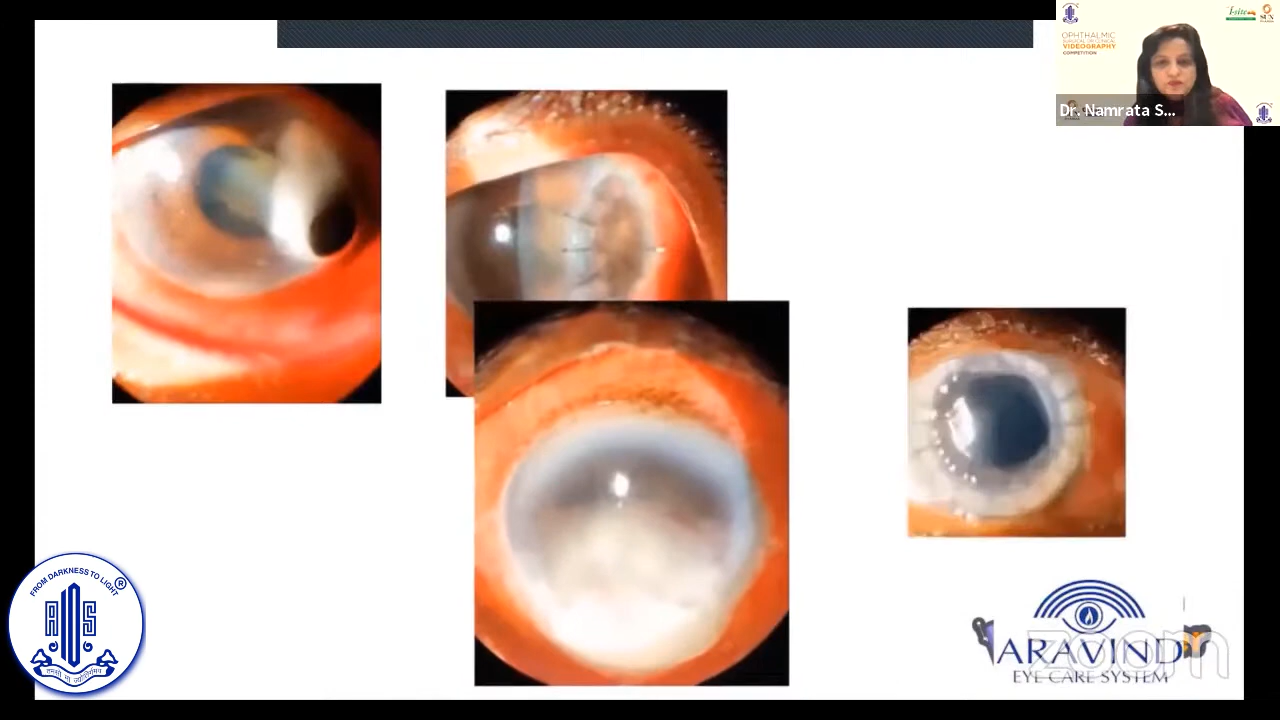 OPHTHALMIC
VIDEOGRAPHY
COMPETITION
Dr. Namrata S...
FROM DARKNESS TO LIGHT
®
AIOS
ARAVIND
EYE CARE SYSTEM
zoom